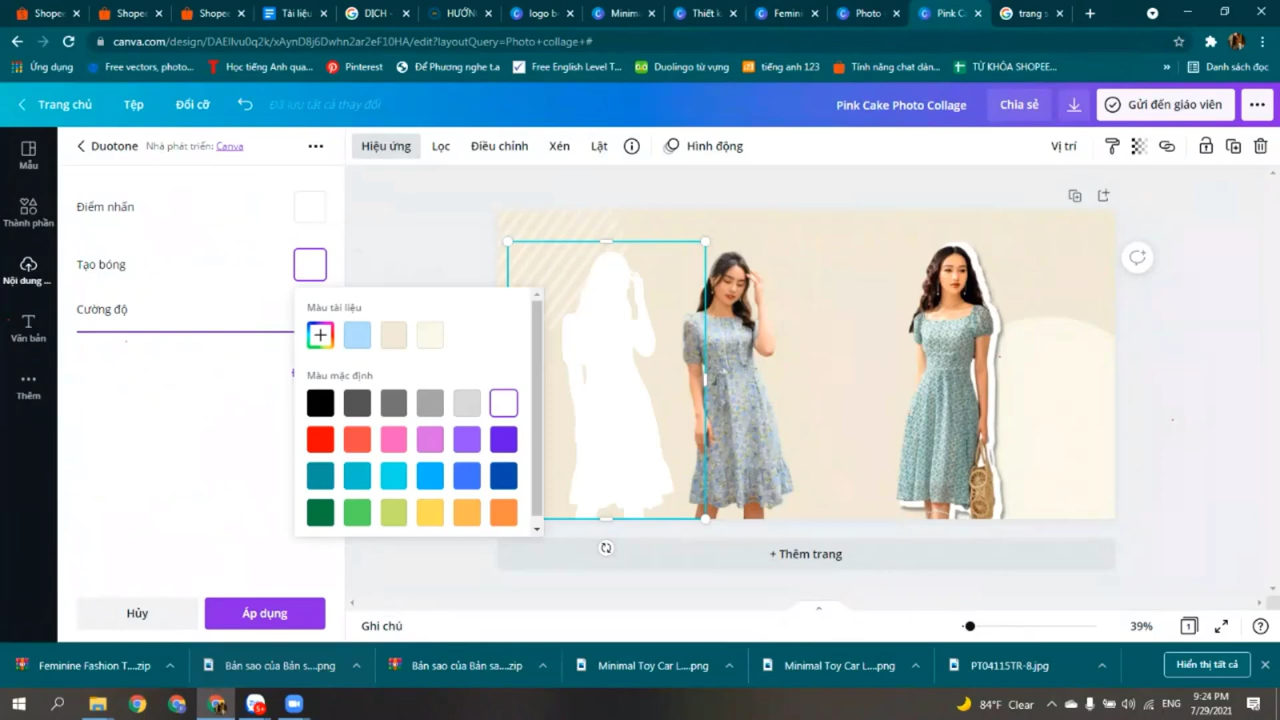 Shopee
Shopee
Shopee
Tài liệu
DỊCH -
HƯỚN
logo b
Minim
Thiết k
Femini
Photo
Pink C
trang s
canva.com/design/DAEllvu0q2k/xAynD8j6Dwhn2ar2eF10HA/edit?layoutQuery=Photo+collage+#
Ứng dụng
Free vectors, photo...
Học tiếng Anh qua...
Pinterest
Để Phương nghe t.a
Free English Level T...
Duolingo từ vựng
tiếng anh 123
Tính năng chat dàn...
TỪ KHÓA SHOPEE...
»
Danh sách đọc
Trang chủ
Tệp
Đổi cỡ
Đã lưu tất cả thay đổi
Pink Cake Photo Collage
Chia sẻ
Gửi đến giáo viên
Duotone
Nhà phát triển: Canva
Hiệu ứng
Lọc
Điều chỉnh
Xén
Lật
Hình động
Vị trí
Mẫu
Thành phần
Nội dung ...
Văn bản
Thêm
Điểm nhấn
Tạo bóng
Cường độ
Màu tài liệu
Màu mặc định
Hủy
Áp dụng
+ Thêm trang
Ghi chú
39%
1
Feminine Fashion T....zip
Bản sao của Bản s....png
Bản sao của Bản sa....zip
Minimal Toy Car L....png
Minimal Toy Car L....png
PT04115TR-8.jpg
Hiển thị tất cả
84°F Clear
ENG
9:24 PM
7/29/2021